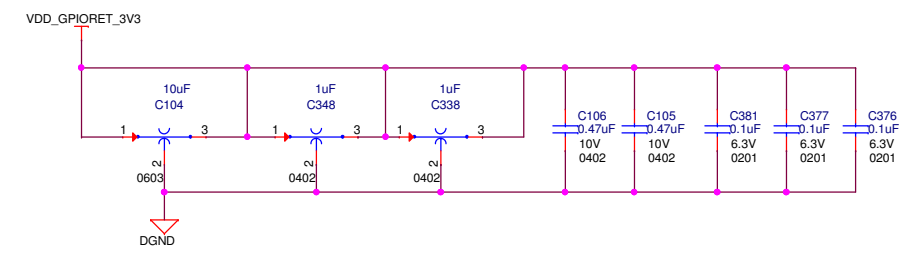 VDD_GPIORET_3V3
10uF
C104
1
3
2
0603
1uF
C348
1
3
2
0402
1uF
C338
1
3
2
0402
C106
0.47uF
10V
0402
C105
0.47uF
10V
0402
C381
0.1uF
6.3V
0201
C377
0.1uF
6.3V
0201
C376
0.1uF
6.3V
0201
DGND